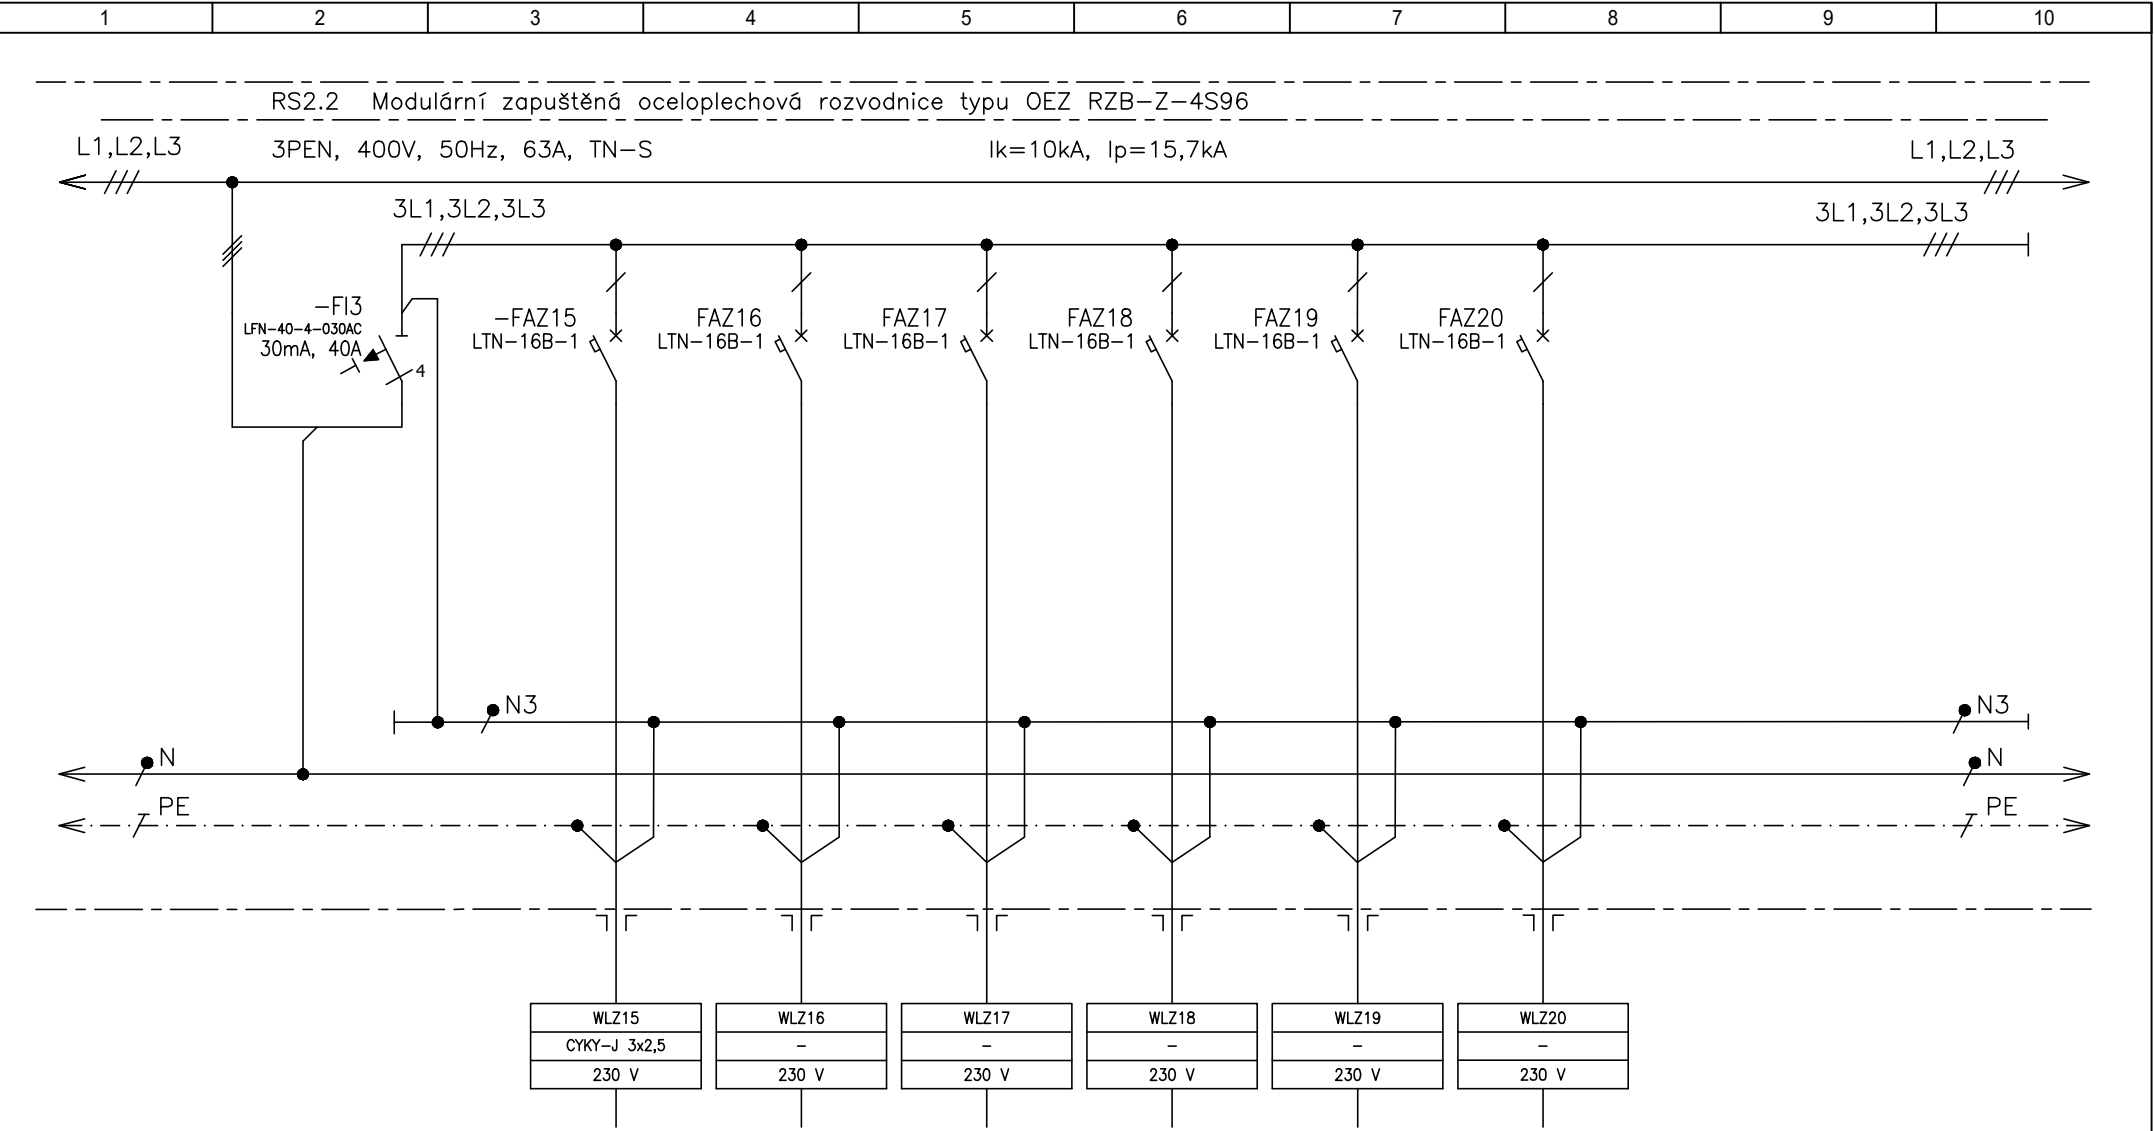 1 2 3 4 5 6 7 8 9 10
RS2.2 Modulární zapuštěná oceloplechová rozvodnice typu OEZ RZB-Z-4S96
L1,L2,L3 3PEN, 400V, 50Hz, 63A, TN-S Ik=10kA, Ip=15,7kA L1,L2,L3
3L1,3L2,3L3 3L1,3L2,3L3
-FI3
LFN-40-4-030AC
30mA, 40A
4
-FAZ15
LTN-16B-1
FAZ16
LTN-16B-1
FAZ17
LTN-16B-1
FAZ18
LTN-16B-1
FAZ19
LTN-16B-1
FAZ20
LTN-16B-1
N3 N3
N N
PE PE
WLZ15
CYKY-J 3x2,5
230 V
WLZ16
-
230 V
WLZ17
-
230 V
WLZ18
-
230 V
WLZ19
-
230 V
WLZ20
-
230 V